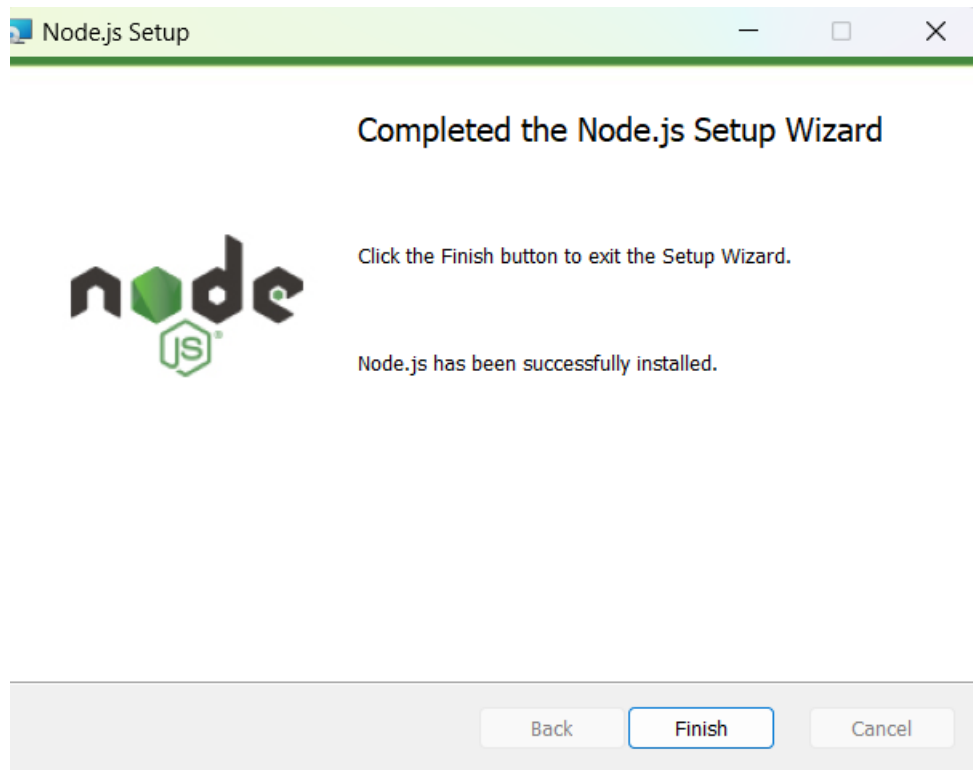 Node.js Setup
Completed the Node.js Setup Wizard
Click the Finish button to exit the Setup Wizard.
node
JS
®
Node.js has been successfully installed.
Back
Finish
Cancel